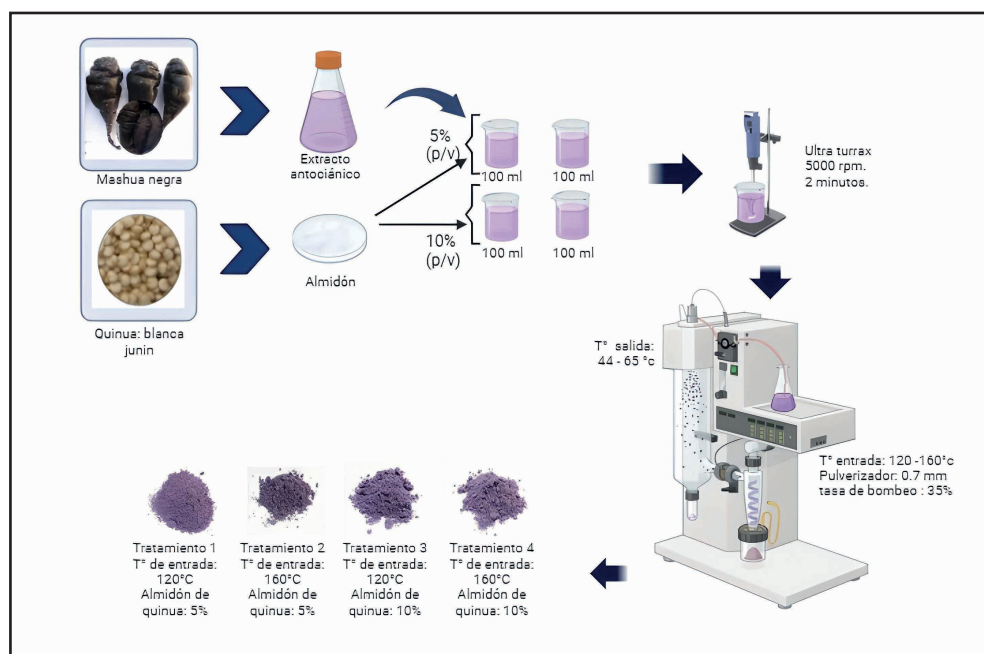 Mashua negra
Extracto
antociánico
5%
(p/v)
100 ml
100 ml
Quinua: blanca
junin
Almidón
10%
(p/v)
100 ml
100 ml
Ultra turrax
5000 rpm.
2 minutos.
T° salida:
44 - 65 °c
T° entrada: 120 -160°c
Pulverizador: 0.7 mm
tasa de bombeo : 35%
Tratamiento 1
T° de entrada:
120°C
Almidón de
quinua: 5%
Tratamiento 2
T° de entrada:
160°C
Almidón de
quinua: 5%
Tratamiento 3
T° de entrada:
120°C
Almidón de
quinua: 10%
Tratamiento 4
T° de entrada:
160°C
Almidón de
quinua: 10%